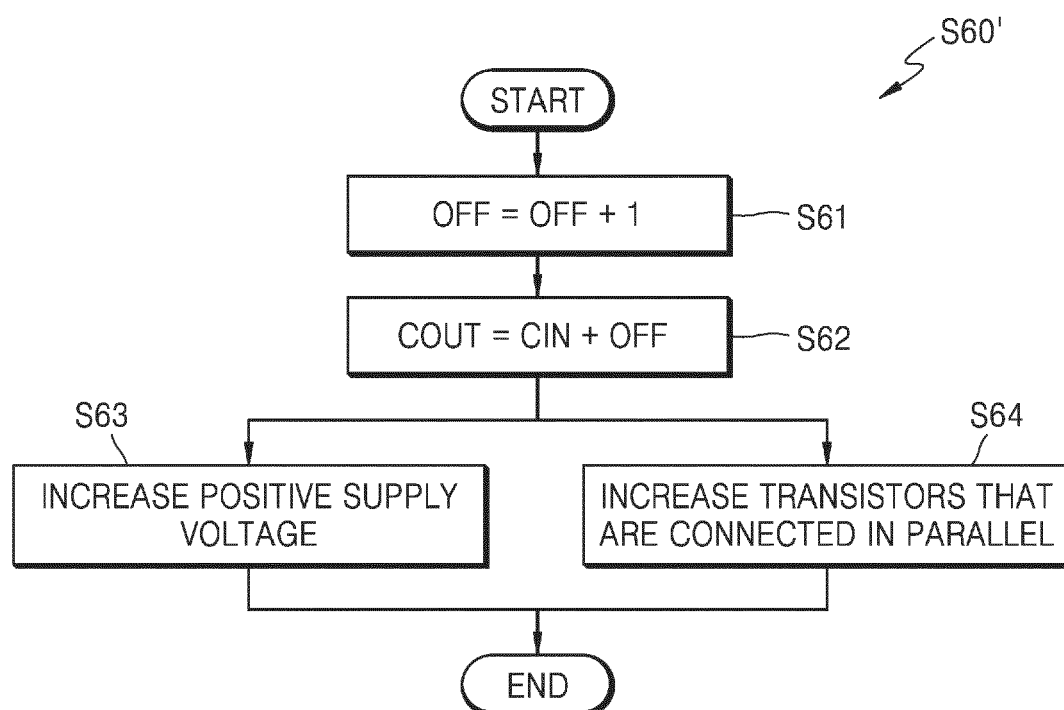 S60'
START
OFF = OFF + 1
S61
COUT = CIN + OFF
S62
S63
S64
INCREASE POSITIVE SUPPLY
VOLTAGE
INCREASE TRANSISTORS THAT
ARE CONNECTED IN PARALLEL
END